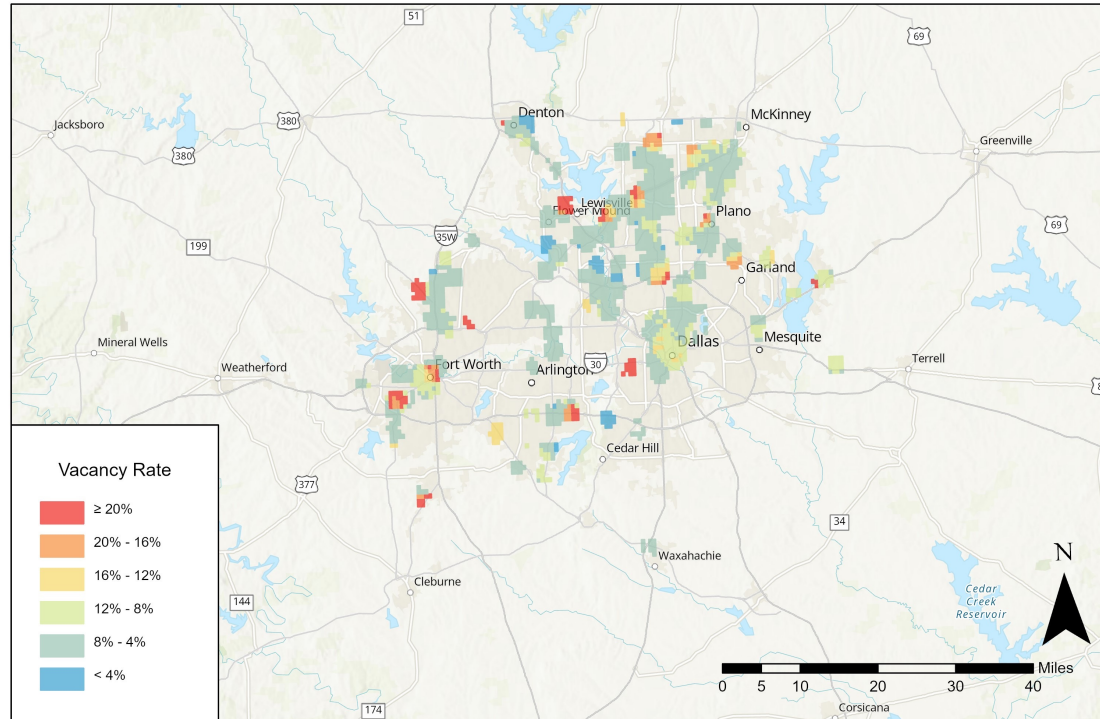 51
69
Denton
McKinney
Jacksboro
380
Greenville
380
Lewisville
Flower Mound
Plano
69
35W
199
Garland
Mineral Wells
Dallas
Mesquite
Weatherford
Fort Worth
Arlington
30
Terrell
8
Cedar Hill
377
34
Waxahachie
Cleburne
144
Cedar
Creek
Reservoir
174
Corsicana
Vacancy Rate
≥ 20%
20% - 16%
16% - 12%
12% - 8%
8% - 4%
< 4%
N
Miles
0 5 10 20 30 40